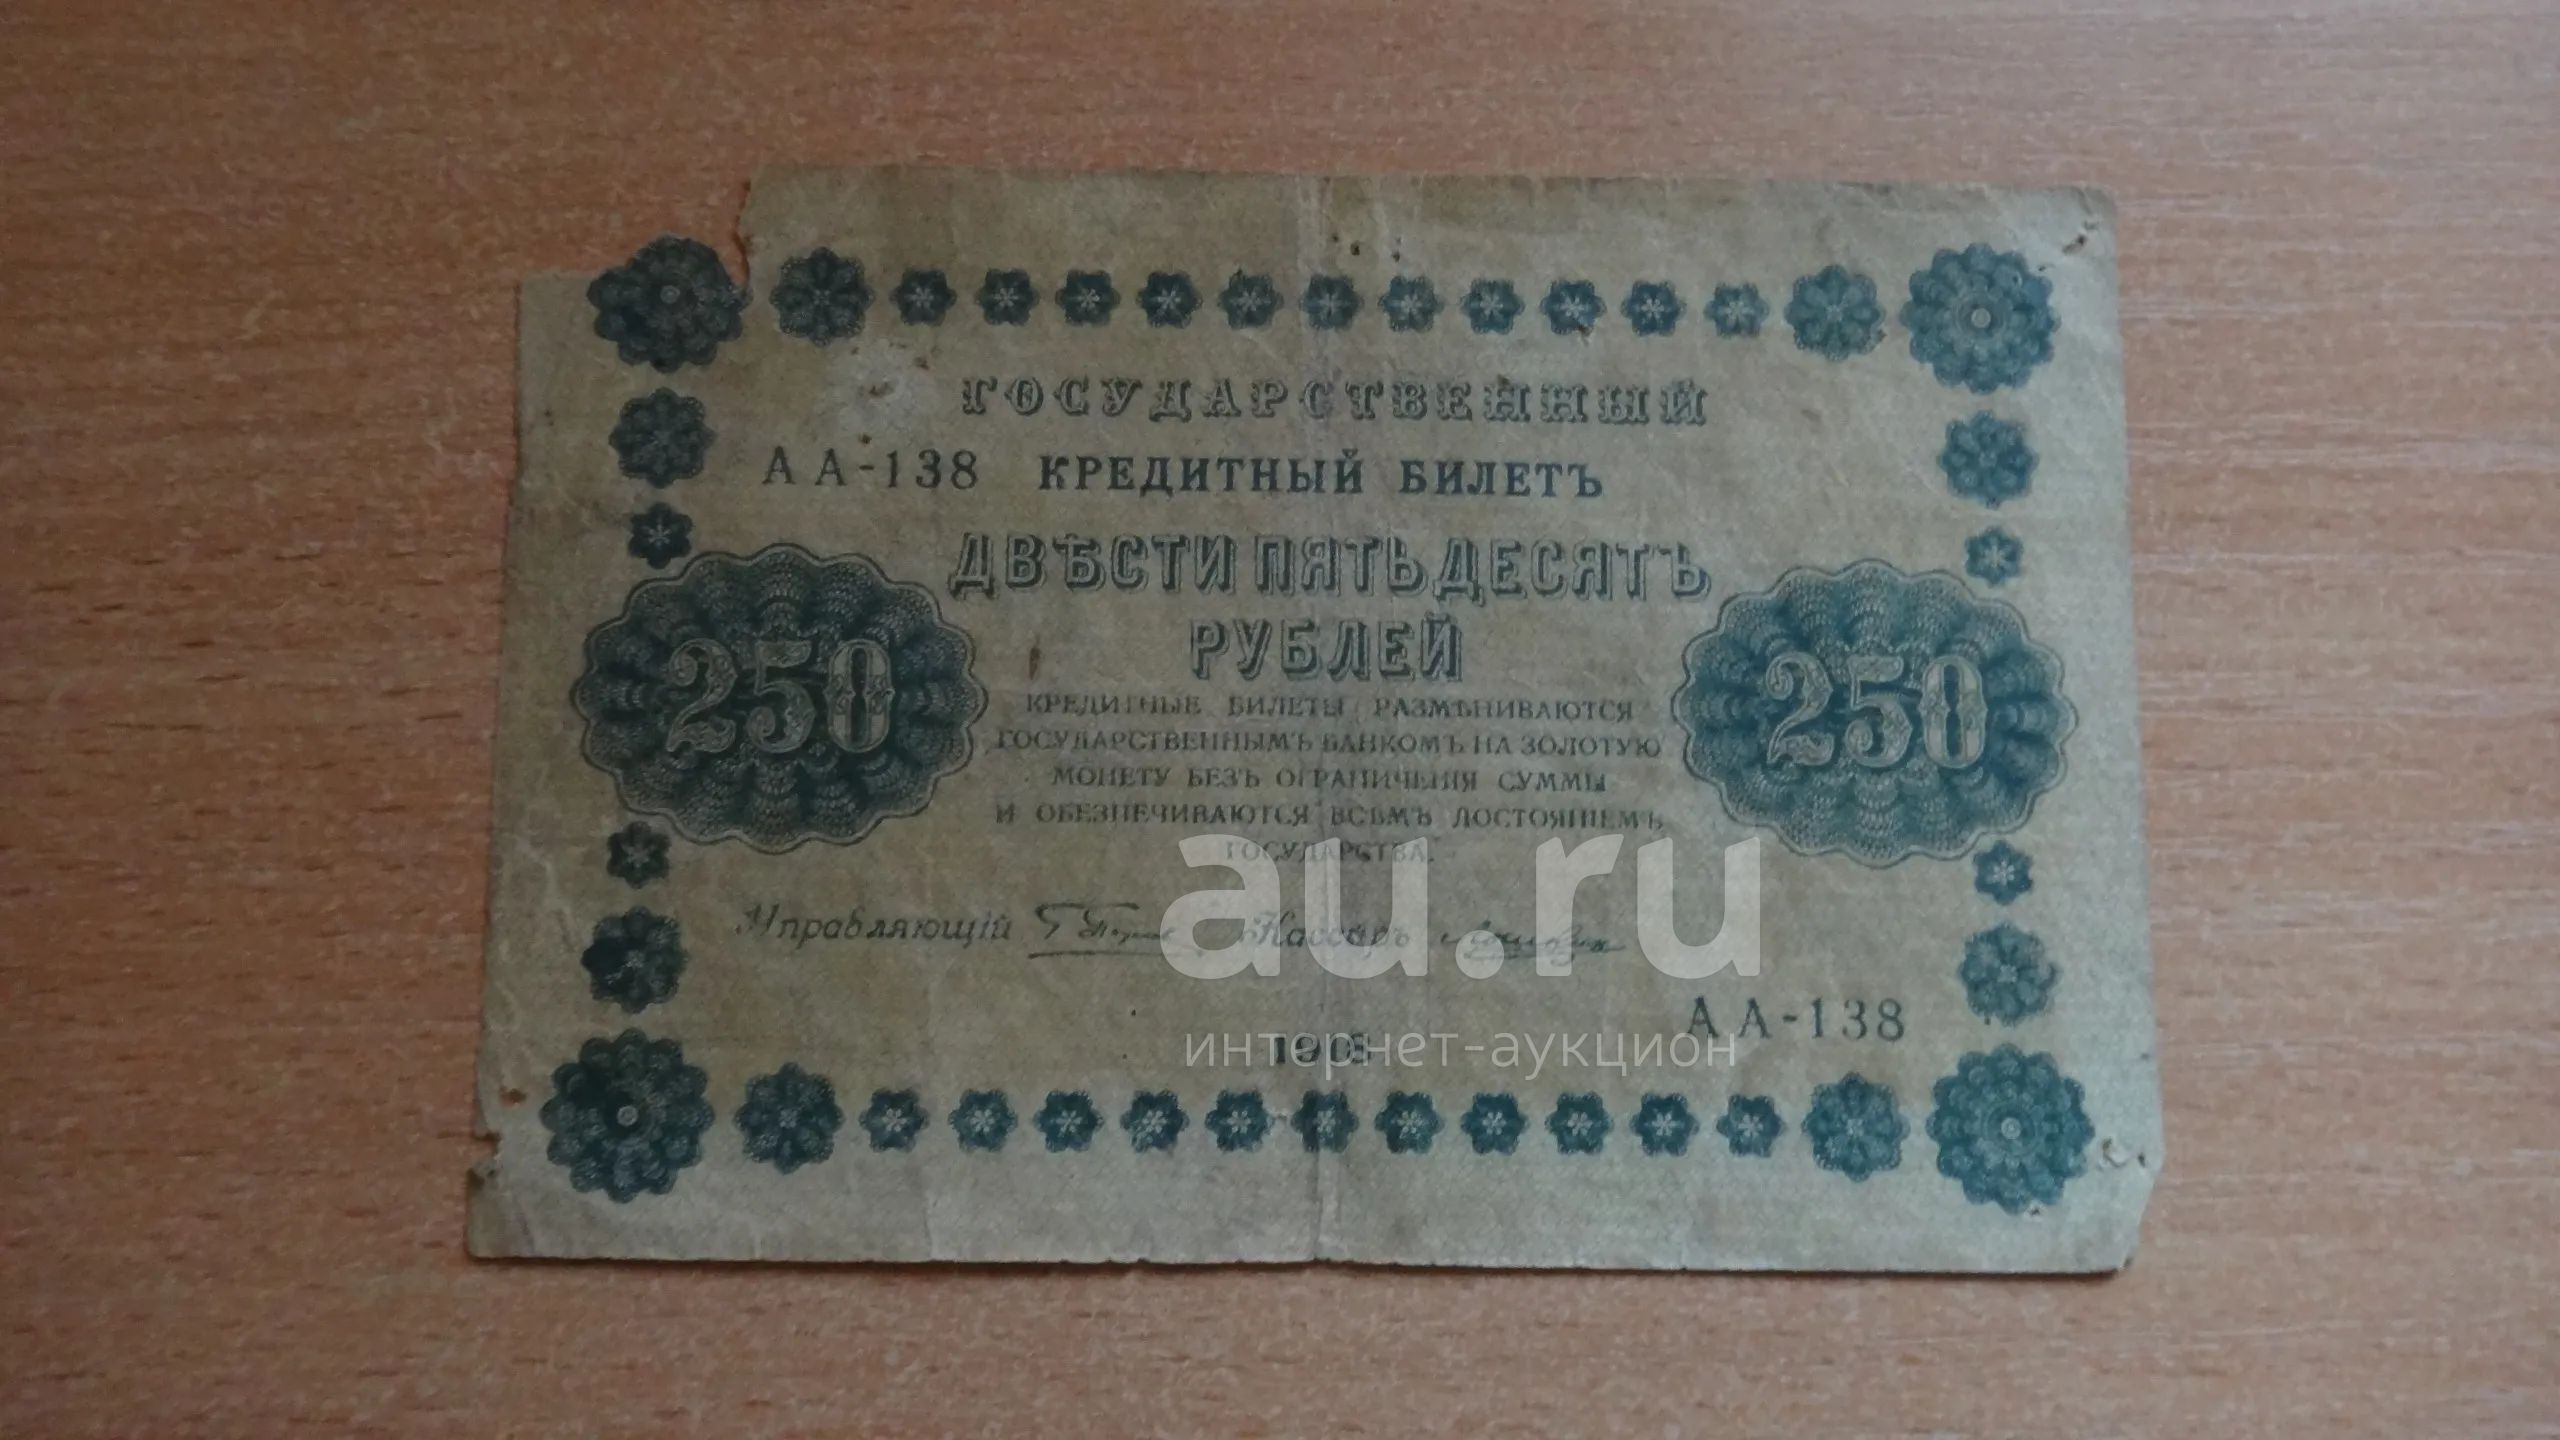 ГОСУДАРСТВЕННЫЙ
АА-138 КРЕДИТНЫЙ БИЛЕТЪ
ДВѢСТИ ПЯТЬДЕСЯТЪ
РУБЛЕЙ
250
250
КРЕДИТНЫЕ БИЛЕТЫ РАЗМѢНИВАЮТСЯ
ГОСУДАРСТВЕННЫМЪ БАНКОМЪ НА ЗОЛОТУЮ
МОНЕТУ БЕЗЪ ОГРАНИЧЕНІЯ СУММЫ
И ОБЕЗПЕЧИВАЮТСЯ ВСѢМЪ ДОСТОЯНІЕМЪ
ГОСУДАРСТВА.
Управляющій Кассиръ
АА-138
1918
au.ru
интернет-аукцион